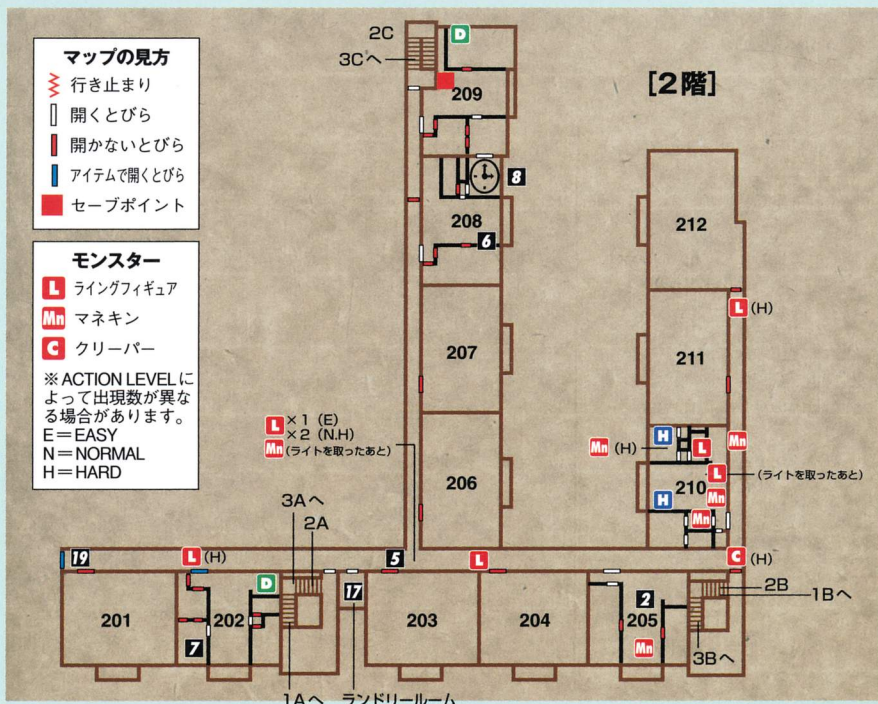 マップの見方
行き止まり
開くとびら
開かないとびら
アイテムで開くとびら
セーブポイント
モンスター
L ライングフィギュア
Mn マネキン
C クリーパー
※ACTION LEVELに
よって出現数が異な
る場合があります。
E=EASY
N=NORMAL
H=HARD
[2階]
2C
3Cへ
D
209
8
208
6
207
206
212
L (H)
211
H
Mn (H)
L
Mn
L (ライトを取ったあと)
210
H
Mn
Mn
L ×1 (E)
×2 (N.H)
Mn (ライトを取ったあと)
3Aへ
2A
19
L (H)
5
L
C (H)
D
17
2
2B
1Bへ
201
202
203
204
205
7
Mn
3Bへ
1Aへ
ランドリールーム